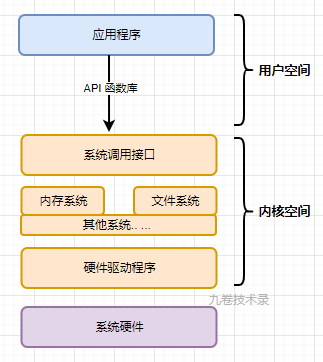 应用程序
用户空间
API 函数库
系统调用接口
内存系统
文件系统
内核空间
其他系统.. ...
硬件驱动程序
九卷技术录
系统硬件